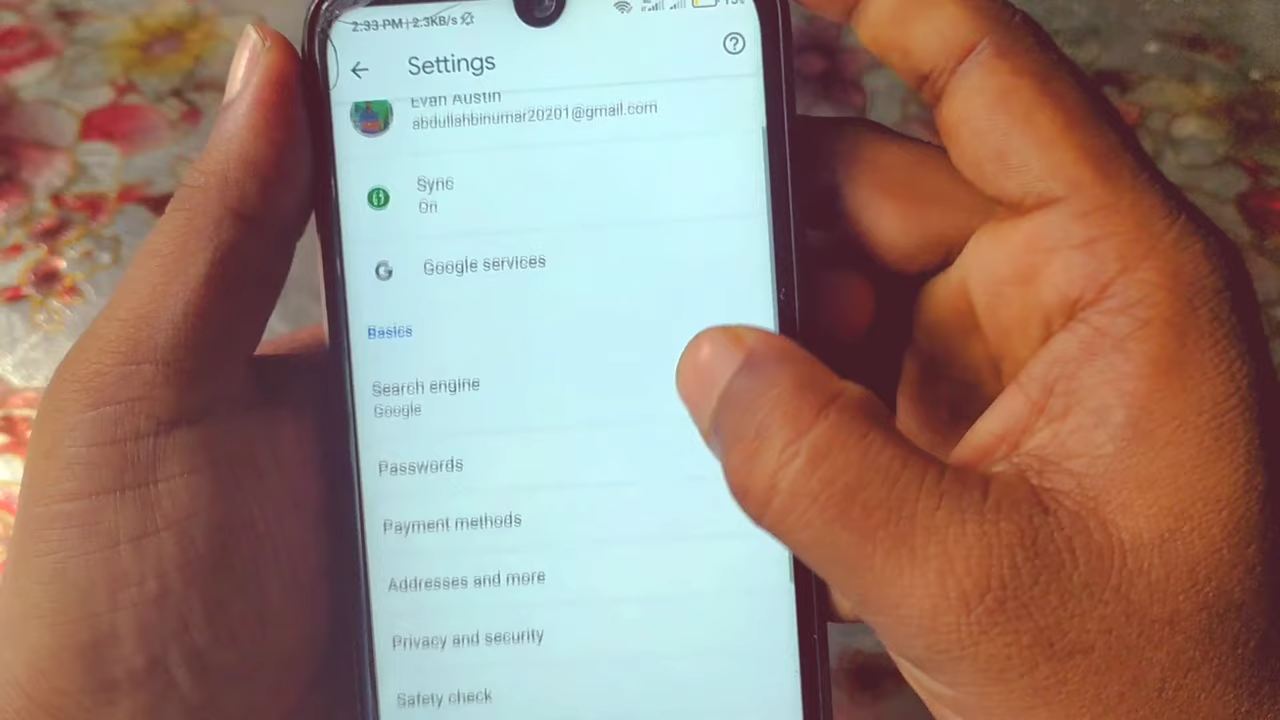 2:33 PM | 2.3KB/s
Settings
Evan Austin
abdullahbinumar20201@gmail.com
Sync
On
Google services
Basics
Search engine
Google
Passwords
Payment methods
Addresses and more
Privacy and security
Safety check